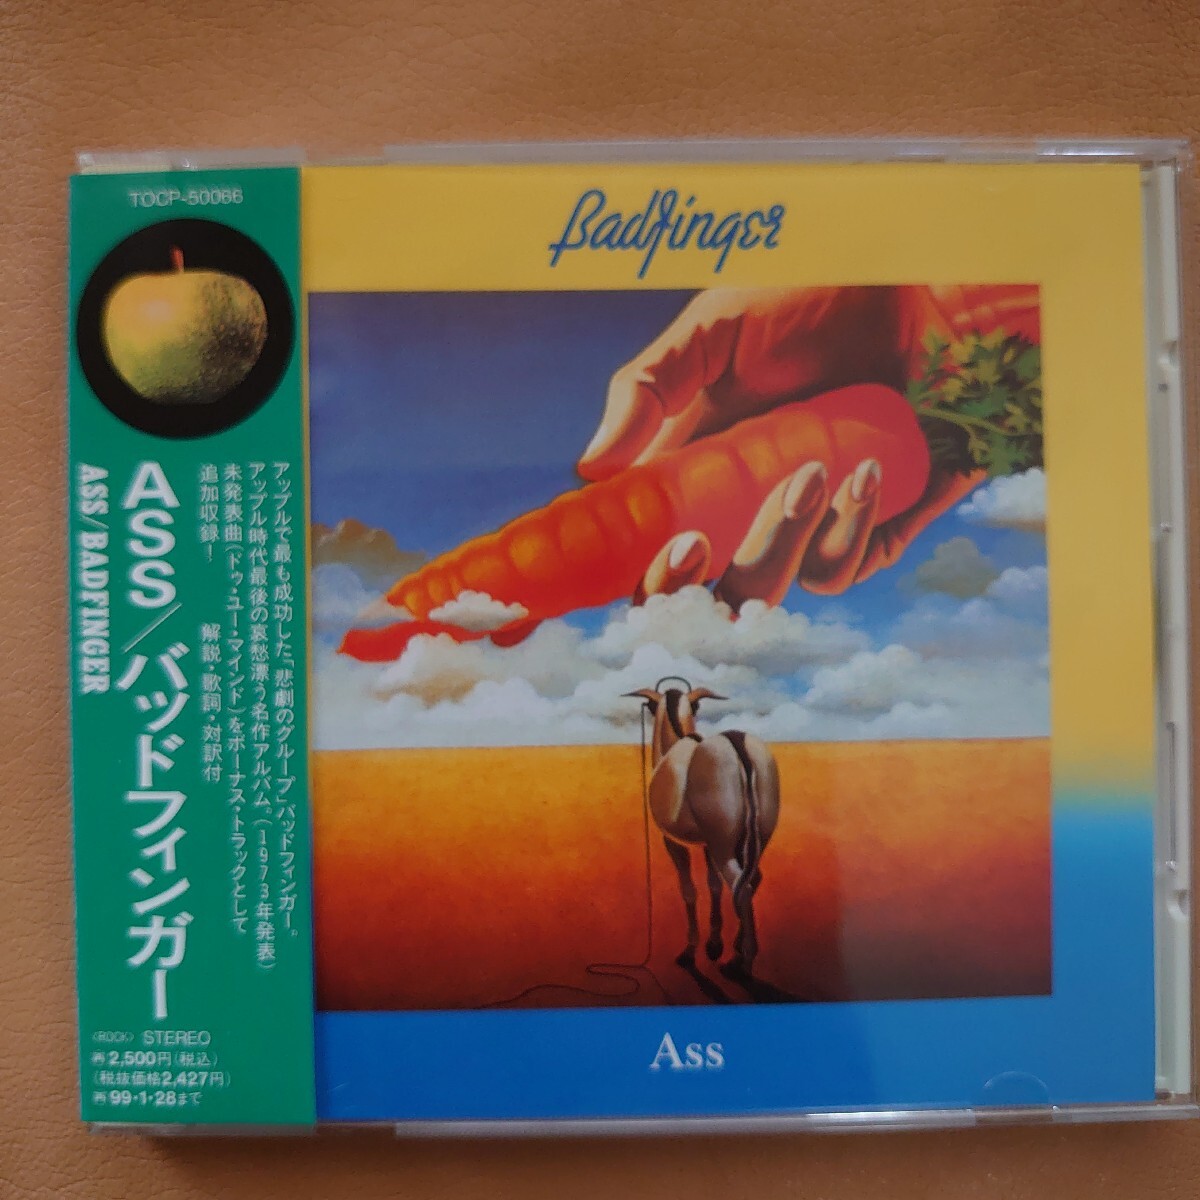 TOCP-50066
ASS/バッドフィンガー
ASS/BADFINGER
アップルで最も成功した「悲劇のグループ」バッドフィンガー。
アップル時代最後の哀愁漂う名作アルバム。(1973年発表)
未発表曲(ドゥ・ユー・マインド)をボーナス・トラックとして
追加収録! 解説・歌詞・対訳付
〈ROCK〉 STEREO
再2,500円(税込)
(税抜価格2,427円)
再99・1・28まで
Badfinger
Ass